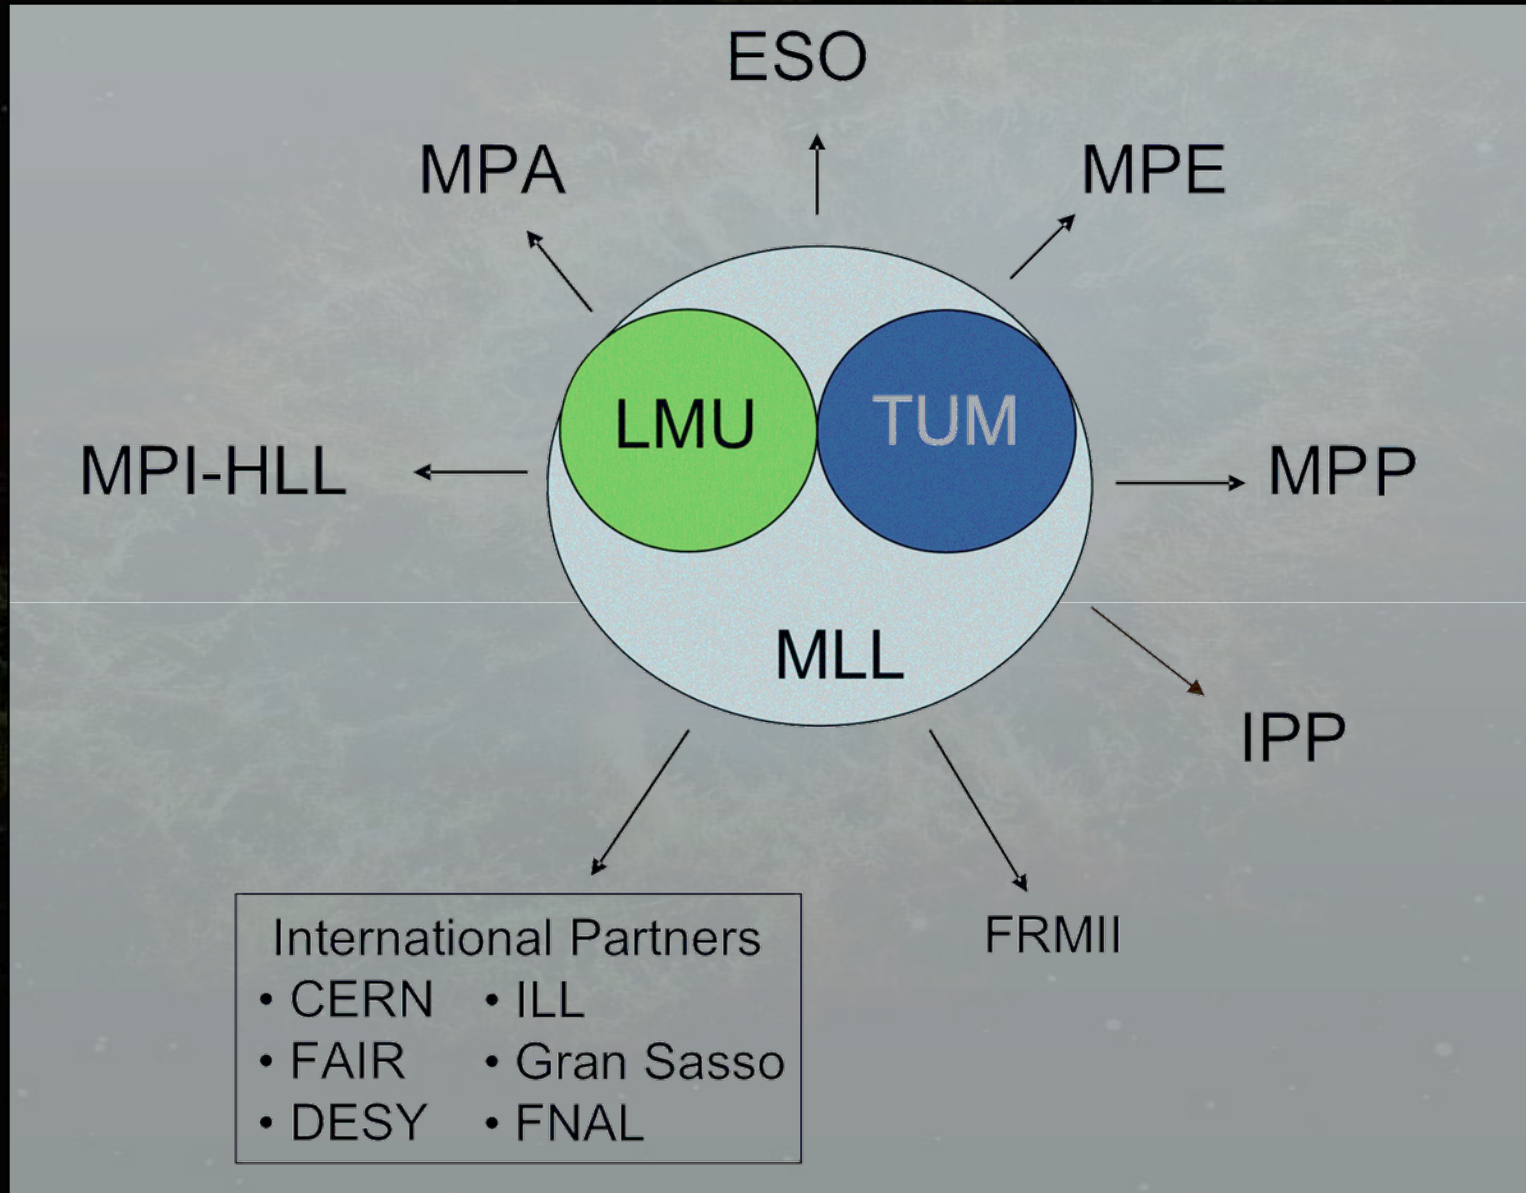 ESO
MPA
MPE
LMU
TUM
MPI-HLL
MPP
MLL
IPP
International Partners
• CERN • ILL
• FAIR • Gran Sasso
• DESY • FNAL
FRMII